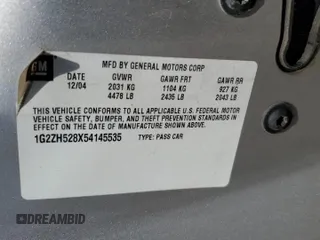 GM
MFD BY GENERAL MOTORS CORP
DATE GVWR GAWR FRT GAWR RR
12/04 2031 KG 1104 KG 927 KG
4478 LB 2435 LB 2043 LB
THIS VEHICLE CONFORMS TO ALL APPLICABLE U.S. FEDERAL MOTOR
VEHICLE SAFETY, BUMPER, AND THEFT PREVENTION STANDARDS IN
EFFECT ON THE DATE OF MANUFACTURE SHOWN ABOVE.
1G2ZH528X54145535 TYPE: PASS CAR
DREAMBID